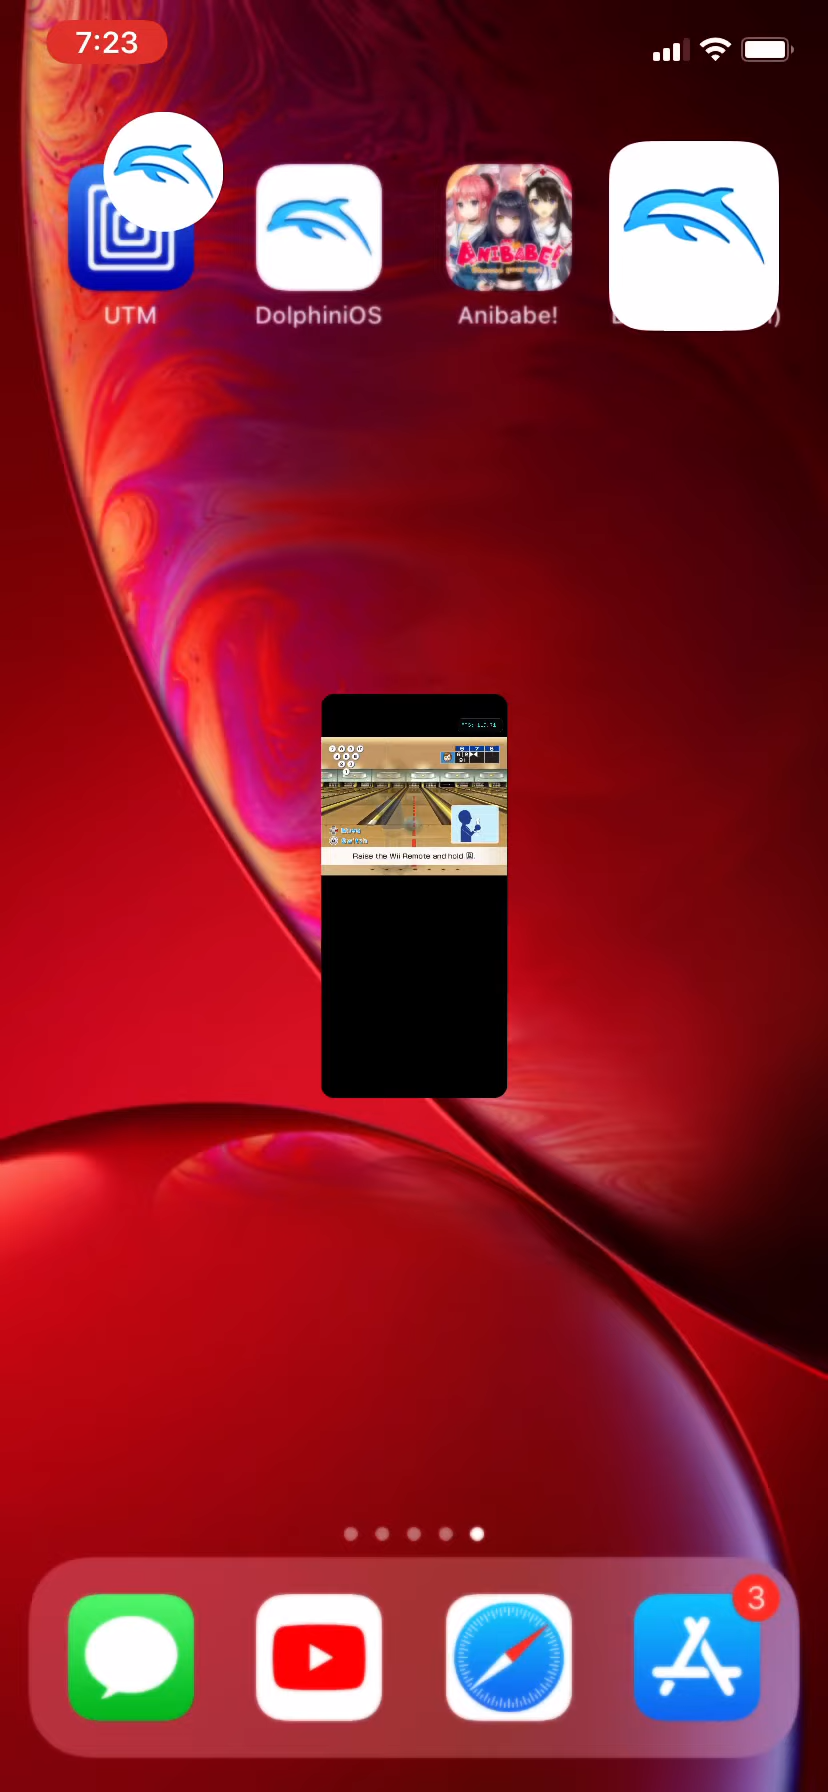 7:23
UTM
DolphiniOS
Anibabe!
ANIBABE!
Raise the Wii Remote and hold B.
3